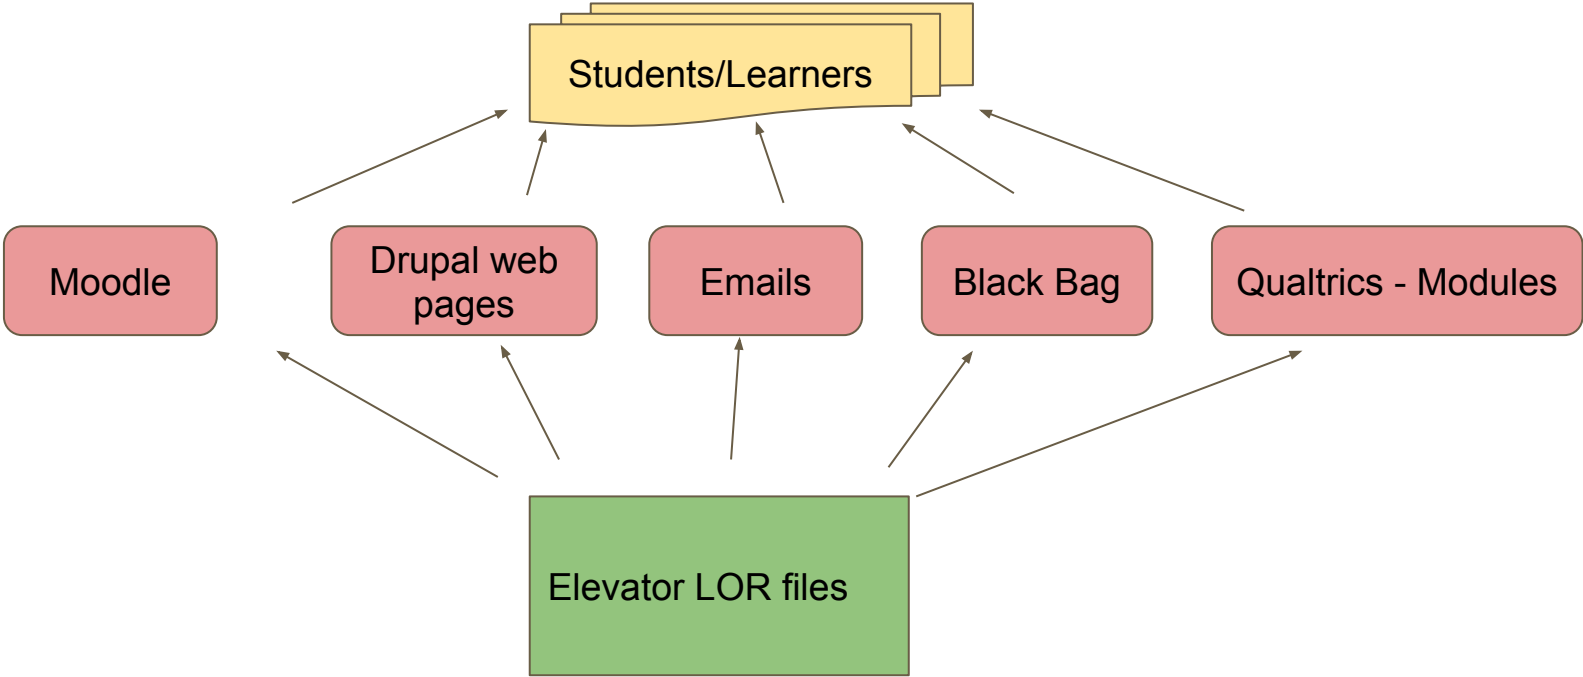 Students/Learners
Moodle
Drupal web
pages
Emails
Black Bag
Qualtrics - Modules
Elevator LOR files